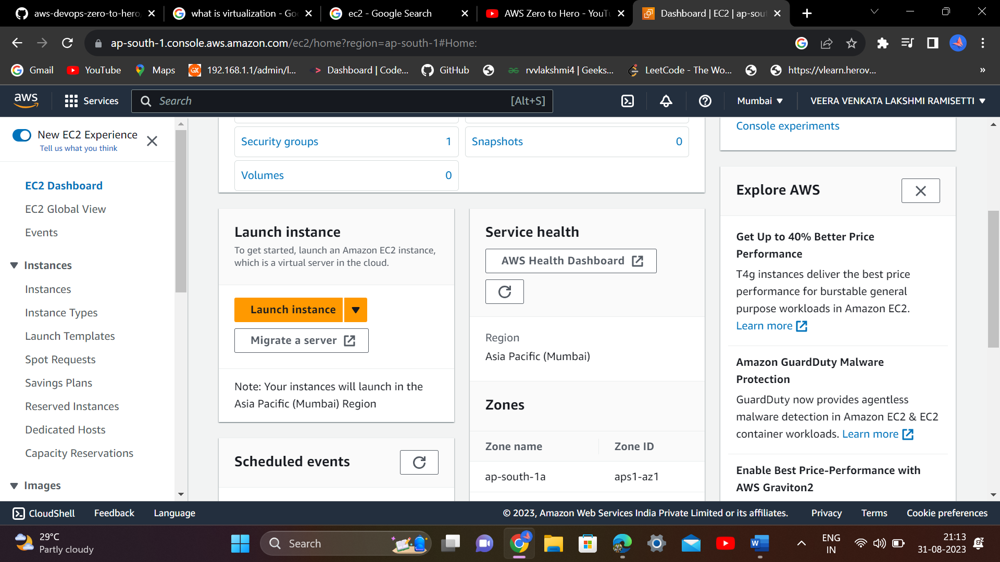 aws-devops-zero-to-hero,
what is virtualization - Goo
ec2 - Google Search
AWS Zero to Hero - YouTu
Dashboard | EC2 | ap-sout
ap-south-1.console.aws.amazon.com/ec2/home?region=ap-south-1#Home:
Gmail
YouTube
Maps
192.168.1.1/admin/l...
Dashboard | Code...
GitHub
rvvlakshmi4 | Geeks...
LeetCode - The Wo...
https://vlearn.herov...
»
aws
Services
Search
[Alt+S]
Mumbai
VEERA VENKATA LAKSHMI RAMISETTI
New EC2 Experience
Tell us what you think
EC2 Dashboard
EC2 Global View
Events
Instances
Instances
Instance Types
Launch Templates
Spot Requests
Savings Plans
Reserved Instances
Dedicated Hosts
Capacity Reservations
Images
Security groups 1
Snapshots 0
Volumes 0
Launch instance
To get started, launch an Amazon EC2 instance,
which is a virtual server in the cloud.
Launch instance
Migrate a server
Note: Your instances will launch in the
Asia Pacific (Mumbai) Region
Scheduled events
Service health
AWS Health Dashboard
Region
Asia Pacific (Mumbai)
Zones
Zone name Zone ID
ap-south-1a aps1-az1
Console experiments
Explore AWS
Get Up to 40% Better Price
Performance
T4g instances deliver the best price
performance for burstable general
purpose workloads in Amazon EC2.
Learn more
Amazon GuardDuty Malware
Protection
GuardDuty now provides agentless
malware detection in Amazon EC2 & EC2
container workloads. Learn more
Enable Best Price-Performance with
AWS Graviton2
CloudShell
Feedback
Language
© 2023, Amazon Web Services India Private Limited or its affiliates.
Privacy
Terms
Cookie preferences
29°C
Partly cloudy
Search
ENG
IN
21:13
31-08-2023